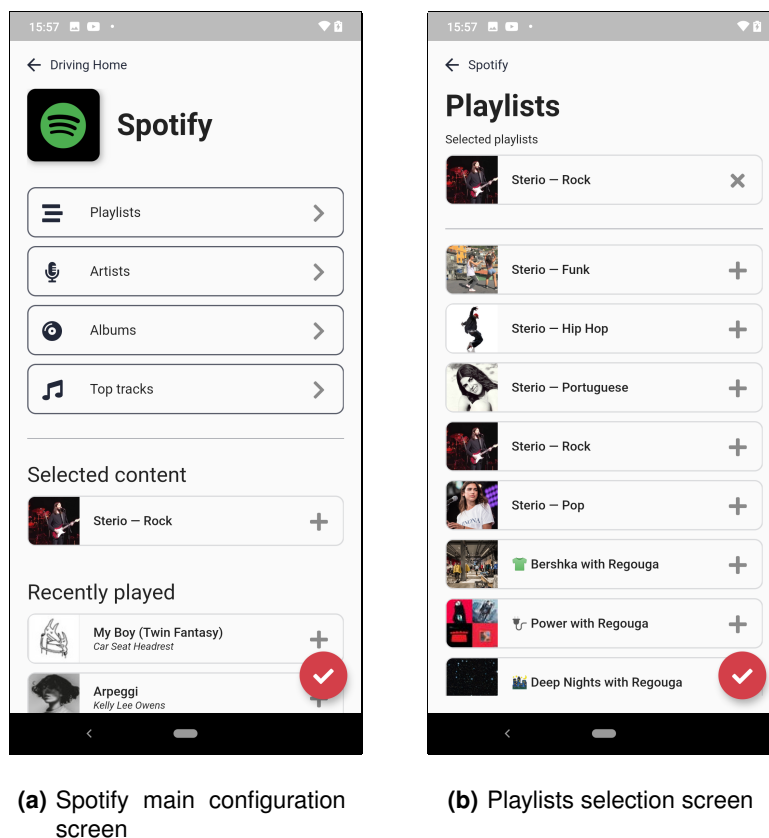 15:57
Driving Home
Spotify
Playlists
Artists
Albums
Top tracks
Selected content
Sterio — Rock
Recently played
My Boy (Twin Fantasy)
Car Seat Headrest
Arpeggi
Kelly Lee Owens
(a) Spotify main configuration
screen
15:57
Spotify
Playlists
Selected playlists
Sterio — Rock
Sterio — Funk
Sterio — Hip Hop
Sterio — Portuguese
Sterio — Rock
Sterio — Pop
Bershka with Regouga
Power with Regouga
Deep Nights with Regouga
(b) Playlists selection screen